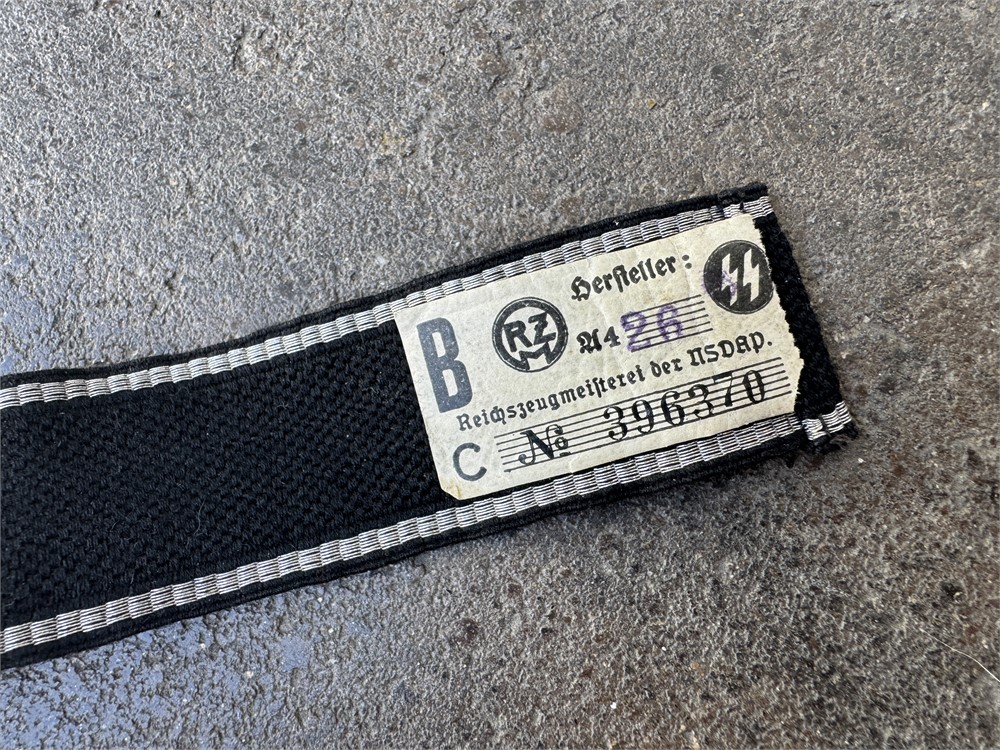 B
RZM
Hersteller:
A4 26
Reichszeugmeisterei der NSDAP.
C № 396370